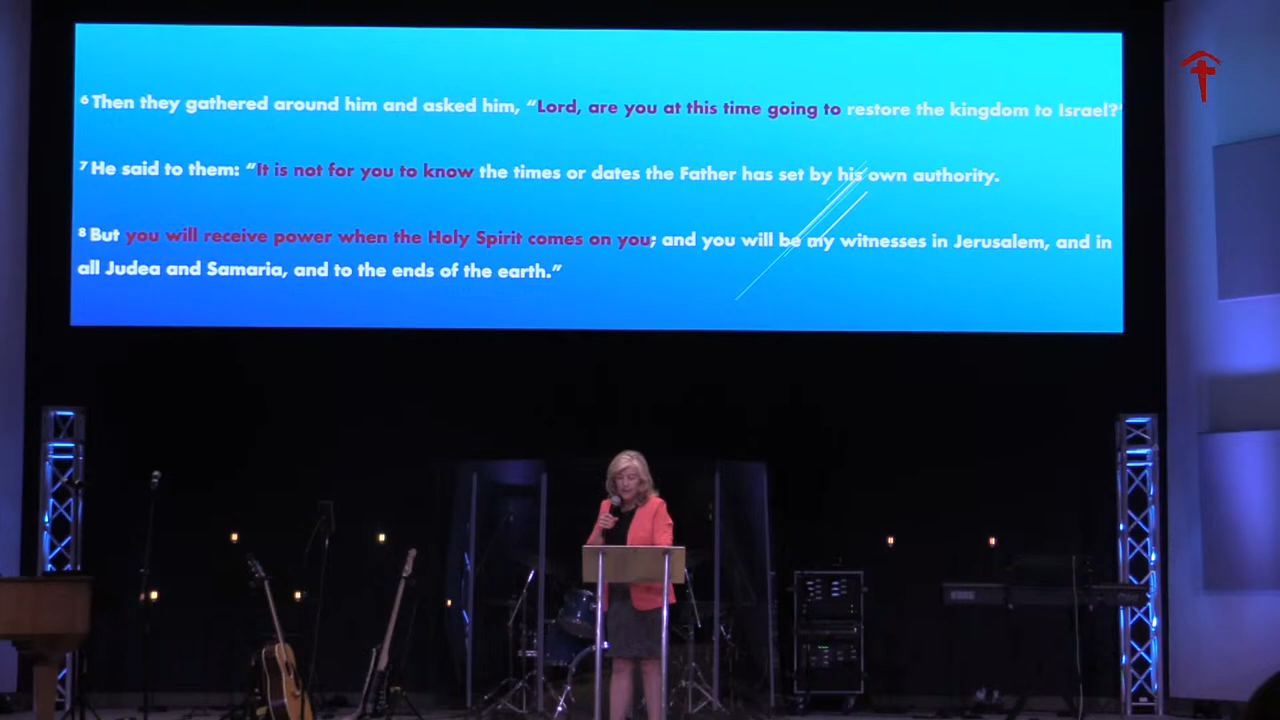 ⁶ Then they gathered around him and asked him, “Lord, are you at this time going to restore the kingdom to Israel?”
⁷ He said to them: “It is not for you to know the times or dates the Father has set by his own authority.
⁸ But you will receive power when the Holy Spirit comes on you; and you will be my witnesses in Jerusalem, and in
all Judea and Samaria, and to the ends of the earth.”
KORG